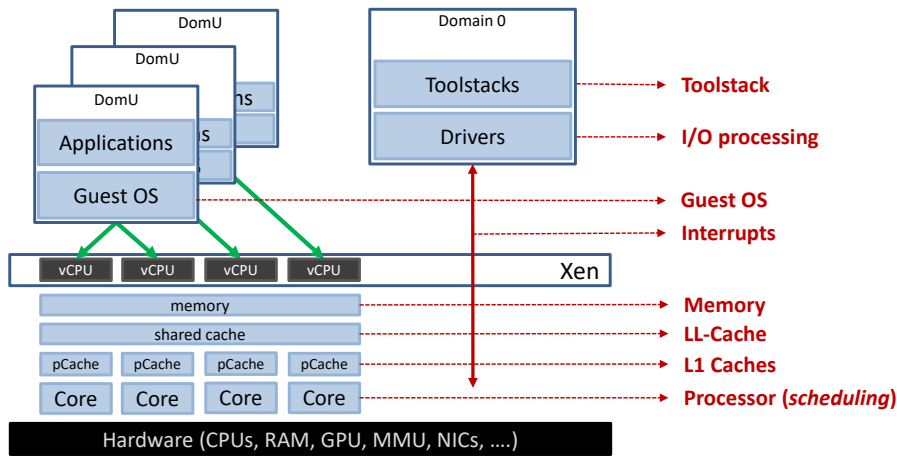 DomU
DomU
DomU
ns
ns
Applications
Guest OS
Domain 0
Toolstacks
Drivers
Toolstack
I/O processing
Guest OS
Interrupts
vCPU
vCPU
vCPU
vCPU
Xen
memory
Memory
shared cache
LL-Cache
pCache
pCache
pCache
pCache
L1 Caches
Core
Core
Core
Core
Processor (scheduling)
Hardware (CPUs, RAM, GPU, MMU, NICs, ....)